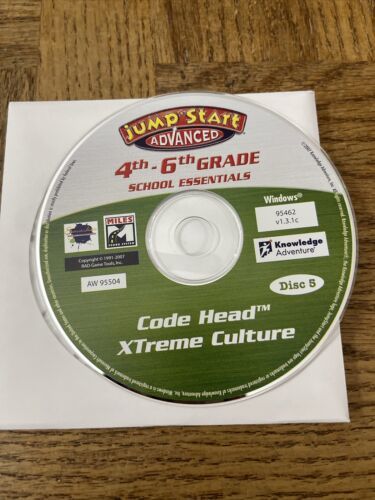 Jump Start
ADVANCED
4th - 6th GRADE
SCHOOL ESSENTIALS
Windows®
95462
v1.3.1c
MILES
Copyright © 1991-2007
RAD Game Tools, Inc.
AW 95504
Knowledge
Adventure®
Disc 5
Code Head™
XTreme Culture